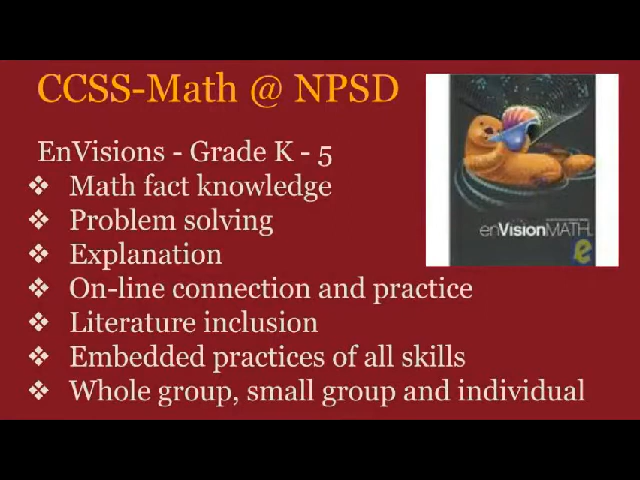 CCSS-Math @ NPSD
EnVisions - Grade K - 5
❖ Math fact knowledge
❖ Problem solving
❖ Explanation
❖ On-line connection and practice
❖ Literature inclusion
❖ Embedded practices of all skills
❖ Whole group, small group and individual
enVisionMATH
e